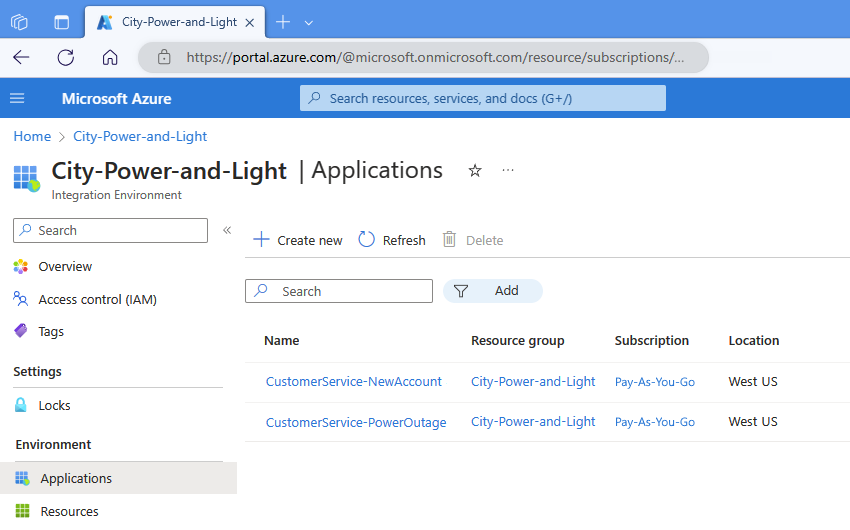 City-Power-and-Light
https://portal.azure.com/@microsoft.onmicrosoft.com/resource/subscriptions/...
Microsoft Azure
Search resources, services, and docs (G+/)
Home > City-Power-and-Light
City-Power-and-Light | Applications
Integration Environment
Search
Create new Refresh Delete
Overview
Access control (IAM)
Tags
Settings
Locks
Environment
Applications
Resources
Search Add
Name Resource group Subscription Location
CustomerService-NewAccount City-Power-and-Light Pay-As-You-Go West US
CustomerService-PowerOutage City-Power-and-Light Pay-As-You-Go West US